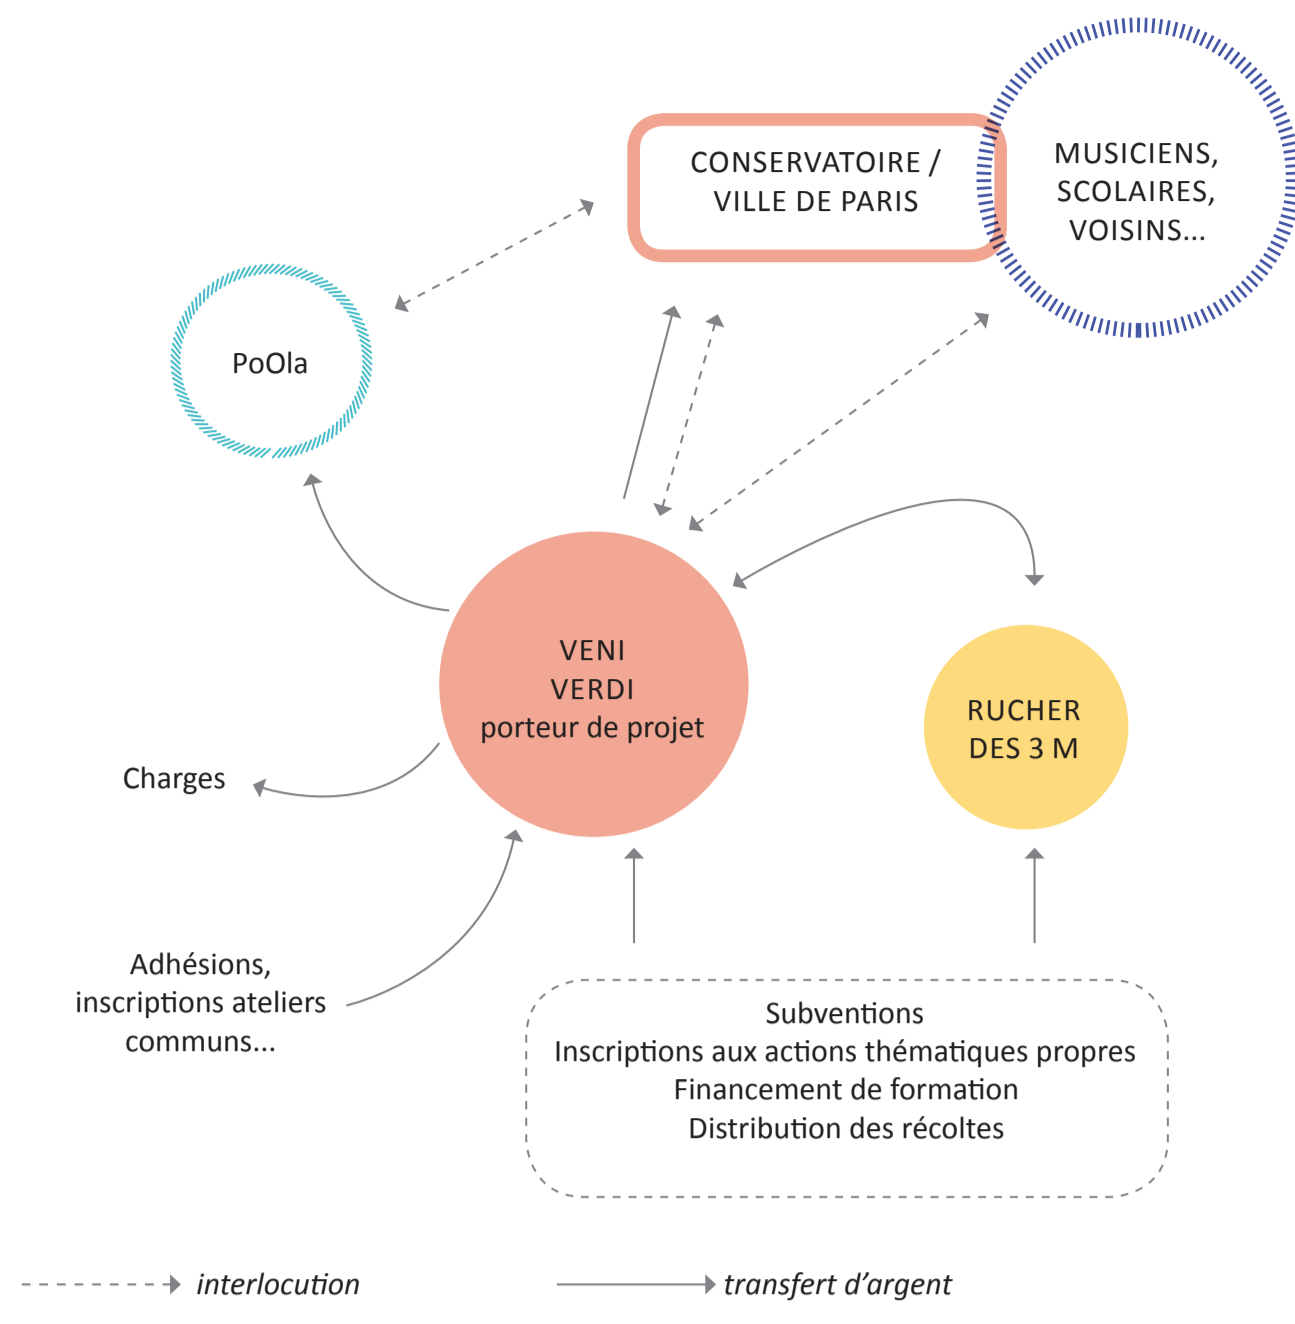 CONSERVATOIRE /
VILLE DE PARIS
MUSICIENS,
SCOLAIRES,
VOISINS...
PoOla
VENI
VERDI
porteur de projet
RUCHER
DES 3 M
Charges
Adhésions,
inscriptions ateliers
communs...
Subventions
Inscriptions aux actions thématiques propres
Financement de formation
Distribution des récoltes
interlocution
transfert d'argent